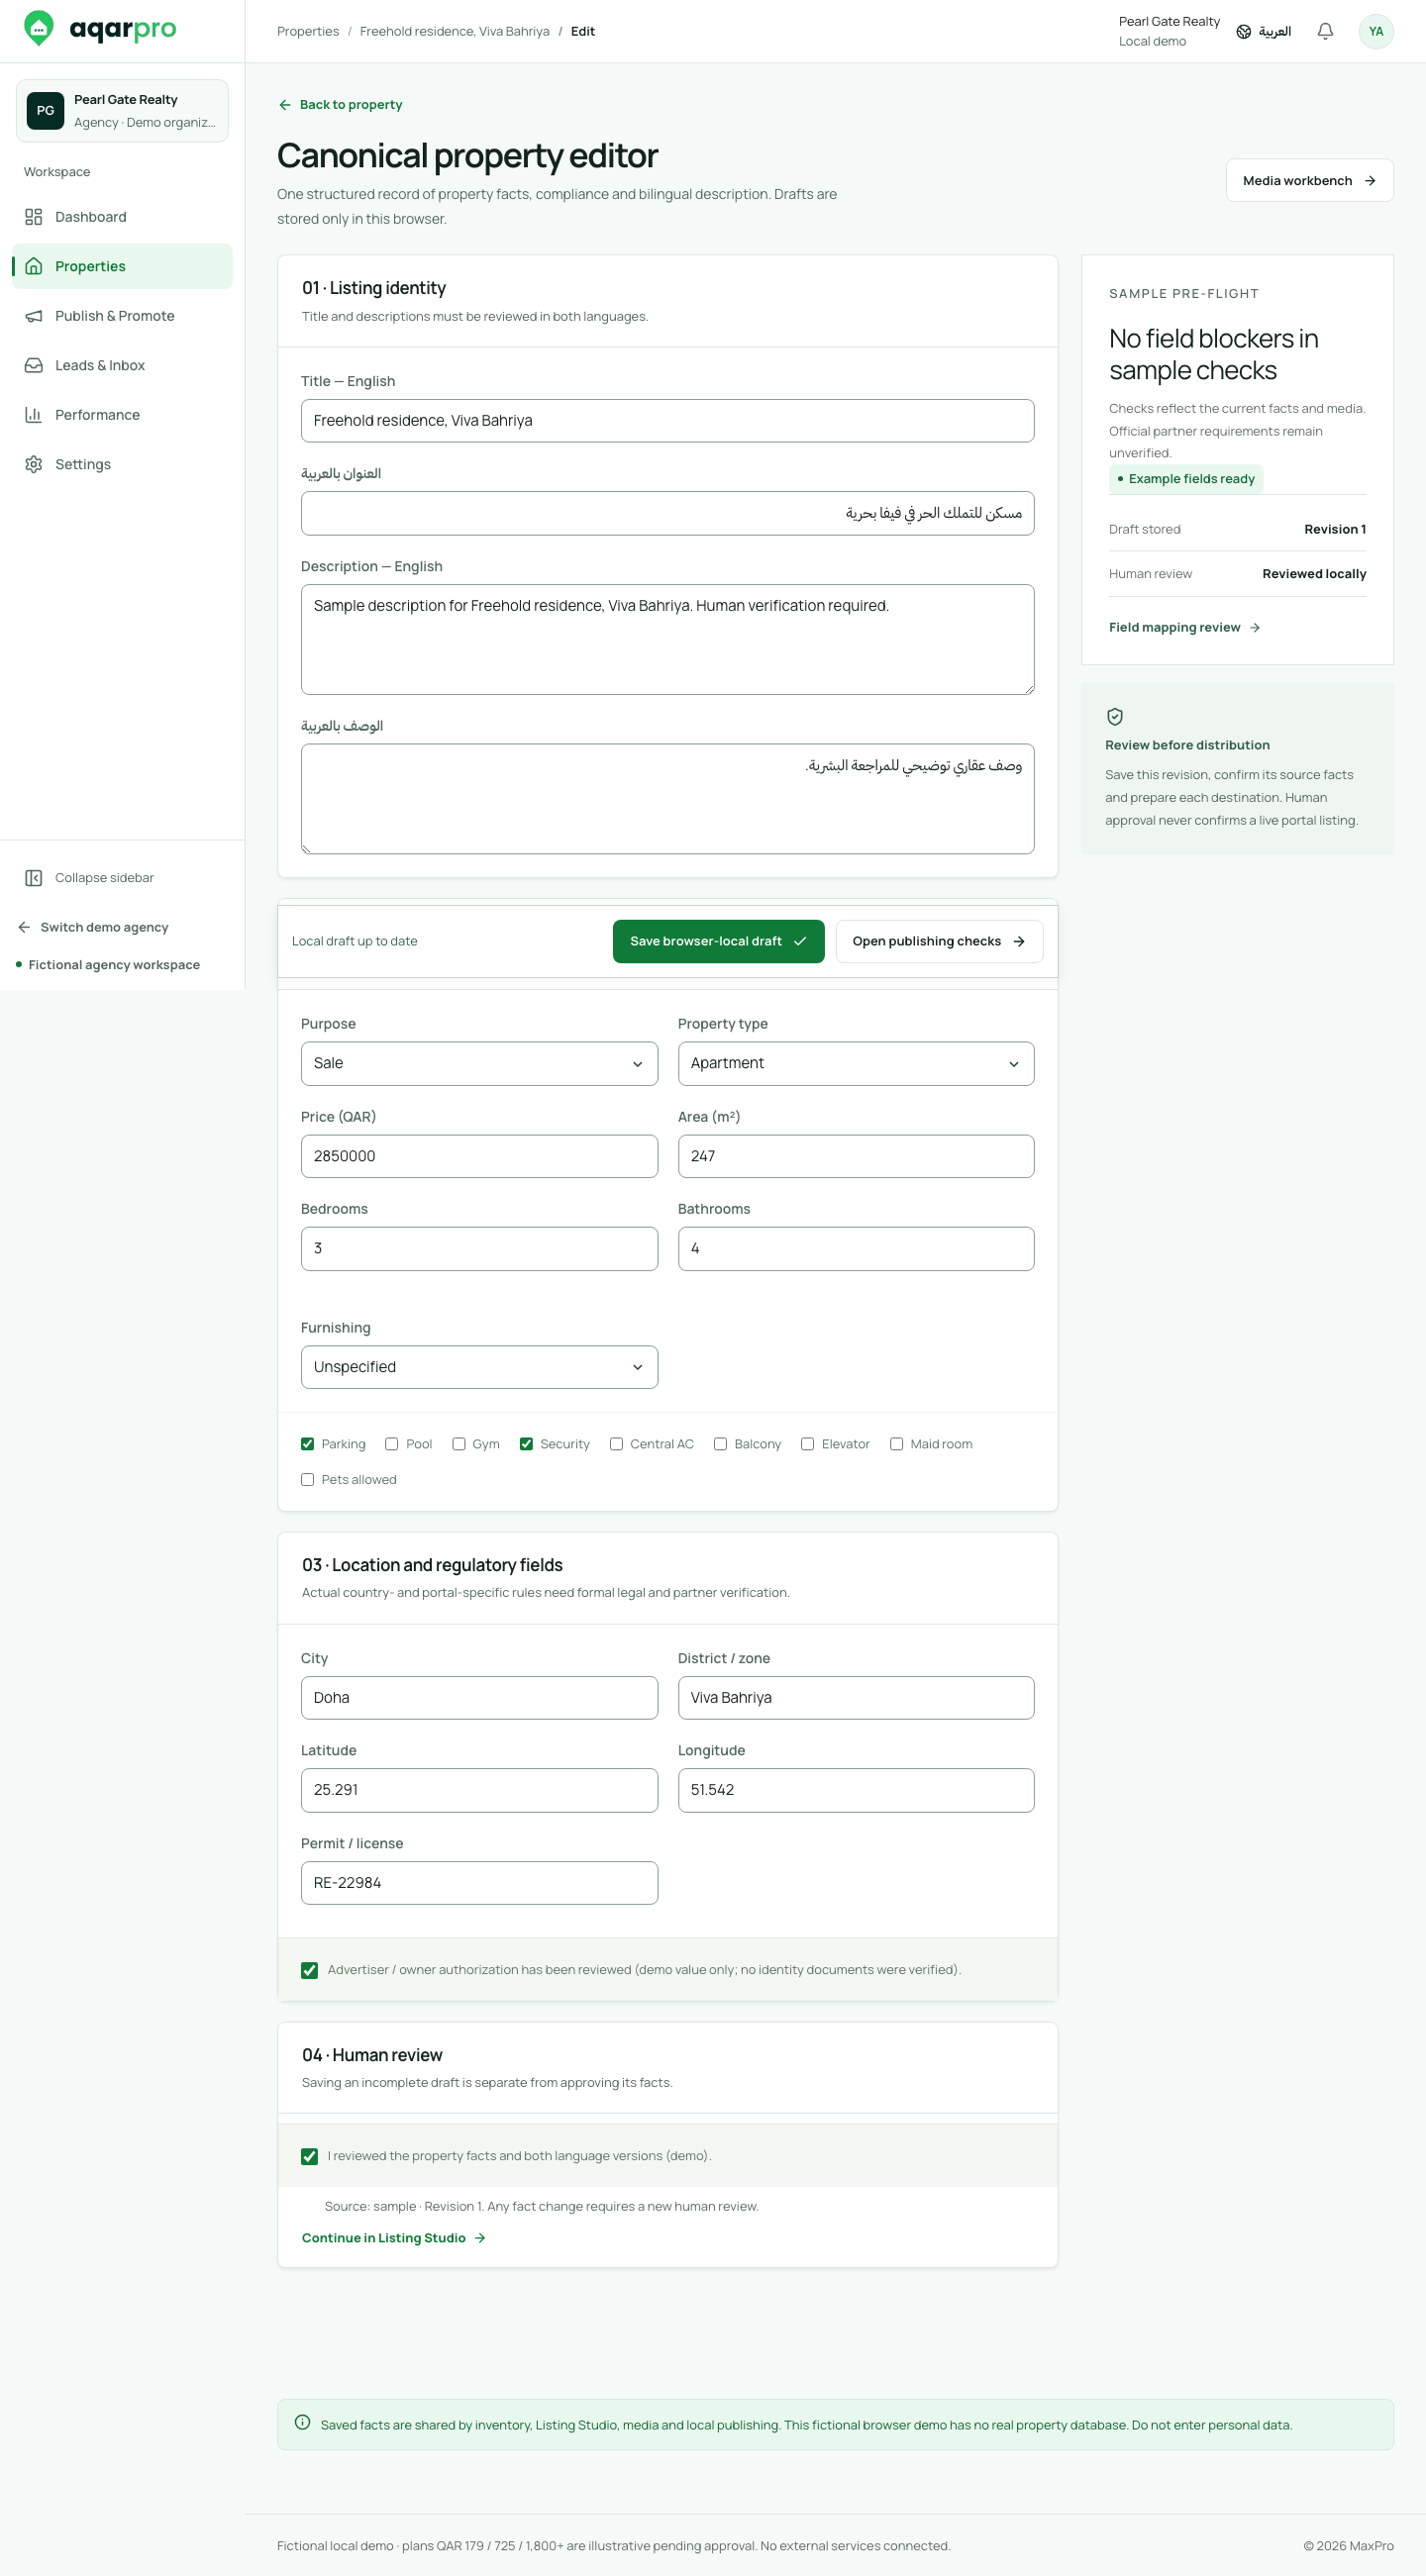 aqarpro
Properties / Freehold residence, Viva Bahriya / Edit
Pearl Gate Realty
Local demo
العربية
YA
PG
Pearl Gate Realty
Agency · Demo organiz...
Workspace
Dashboard
Properties
Publish & Promote
Leads & Inbox
Performance
Settings
Collapse sidebar
Switch demo agency
Fictional agency workspace
Back to property
Canonical property editor
One structured record of property facts, compliance and bilingual description. Drafts are
stored only in this browser.
Media workbench
01 · Listing identity
Title and descriptions must be reviewed in both languages.
Title — English
Freehold residence, Viva Bahriya
العنوان بالعربية
مسكن للتملك الحر في فيفا بحرية
Description — English
Sample description for Freehold residence, Viva Bahriya. Human verification required.
الوصف بالعربية
وصف عقاري توضيحي للمراجعة البشرية.
SAMPLE PRE-FLIGHT
No field blockers in
sample checks
Checks reflect the current facts and media.
Official partner requirements remain
unverified.
Example fields ready
Draft stored Revision 1
Human review Reviewed locally
Field mapping review
Review before distribution
Save this revision, confirm its source facts
and prepare each destination. Human
approval never confirms a live portal listing.
Local draft up to date
Save browser-local draft
Open publishing checks
Purpose Property type
Sale Apartment
Price (QAR) Area (m²)
2850000 247
Bedrooms Bathrooms
3 4
Furnishing
Unspecified
Parking Pool Gym Security Central AC Balcony Elevator Maid room
Pets allowed
03 · Location and regulatory fields
Actual country- and portal-specific rules need formal legal and partner verification.
City District / zone
Doha Viva Bahriya
Latitude Longitude
25.291 51.542
Permit / license
RE-22984
Advertiser / owner authorization has been reviewed (demo value only; no identity documents were verified).
04 · Human review
Saving an incomplete draft is separate from approving its facts.
I reviewed the property facts and both language versions (demo).
Source: sample · Revision 1. Any fact change requires a new human review.
Continue in Listing Studio
Saved facts are shared by inventory, Listing Studio, media and local publishing. This fictional browser demo has no real property database. Do not enter personal data.
Fictional local demo · plans QAR 179 / 725 / 1,800+ are illustrative pending approval. No external services connected.
© 2026 MaxPro